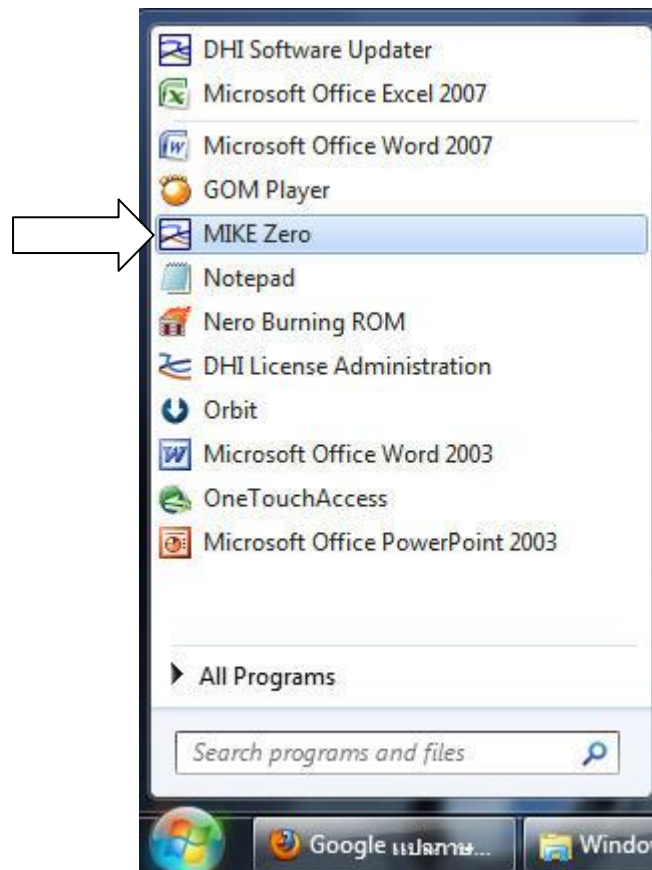 DHI Software Updater
Microsoft Office Excel 2007
Microsoft Office Word 2007
GOM Player
MIKE Zero
Notepad
Nero Burning ROM
DHI License Administration
Orbit
Microsoft Office Word 2003
OneTouchAccess
Microsoft Office PowerPoint 2003
All Programs
Search programs and files
Google แปลภาษ...
Windo